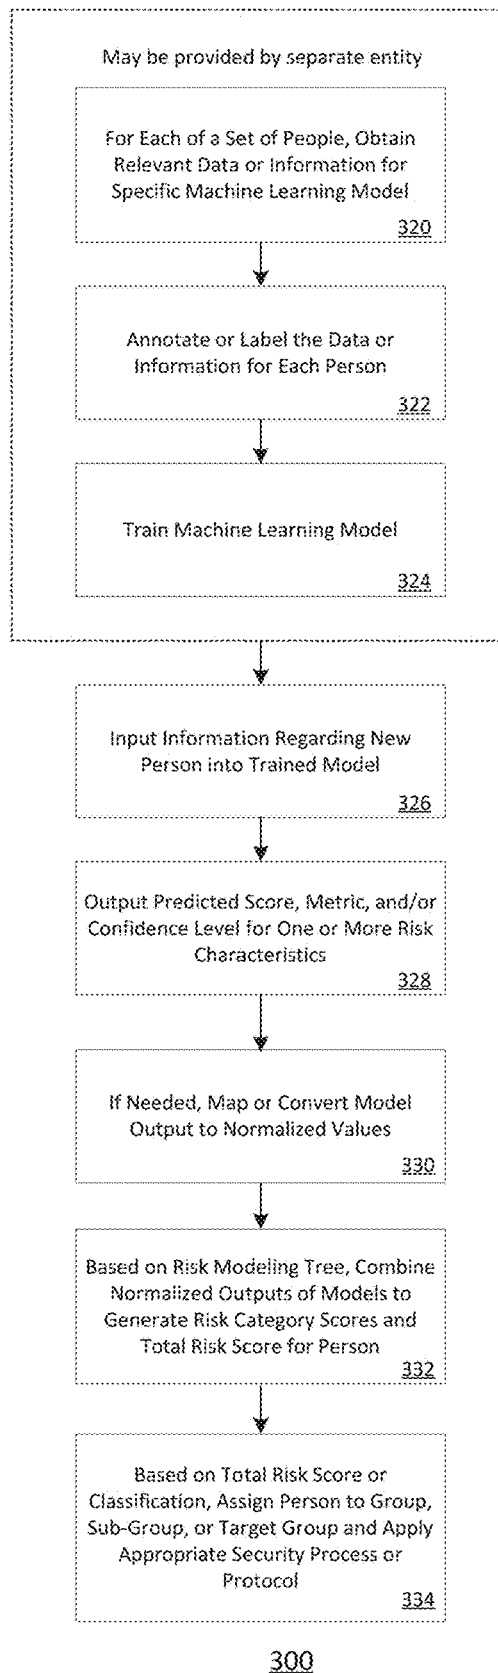 May be provided by separate entity
For Each of a Set of People, Obtain
Relevant Data or Information for
Specific Machine Learning Model
320
Annotate or Label the Data or
Information for Each Person
322
Train Machine Learning Model
324
Input Information Regarding New
Person into Trained Model
326
Output Predicted Score, Metric, and/or
Confidence Level for One or More Risk
Characteristics
328
If Needed, Map or Convert Model
Output to Normalized Values
330
Based on Risk Modeling Tree, Combine
Normalized Outputs of Models to
Generate Risk Category Scores and
Total Risk Score for Person
332
Based on Total Risk Score or
Classification, Assign Person to Group,
Sub-Group, or Target Group and Apply
Appropriate Security Process or
Protocol
334
300